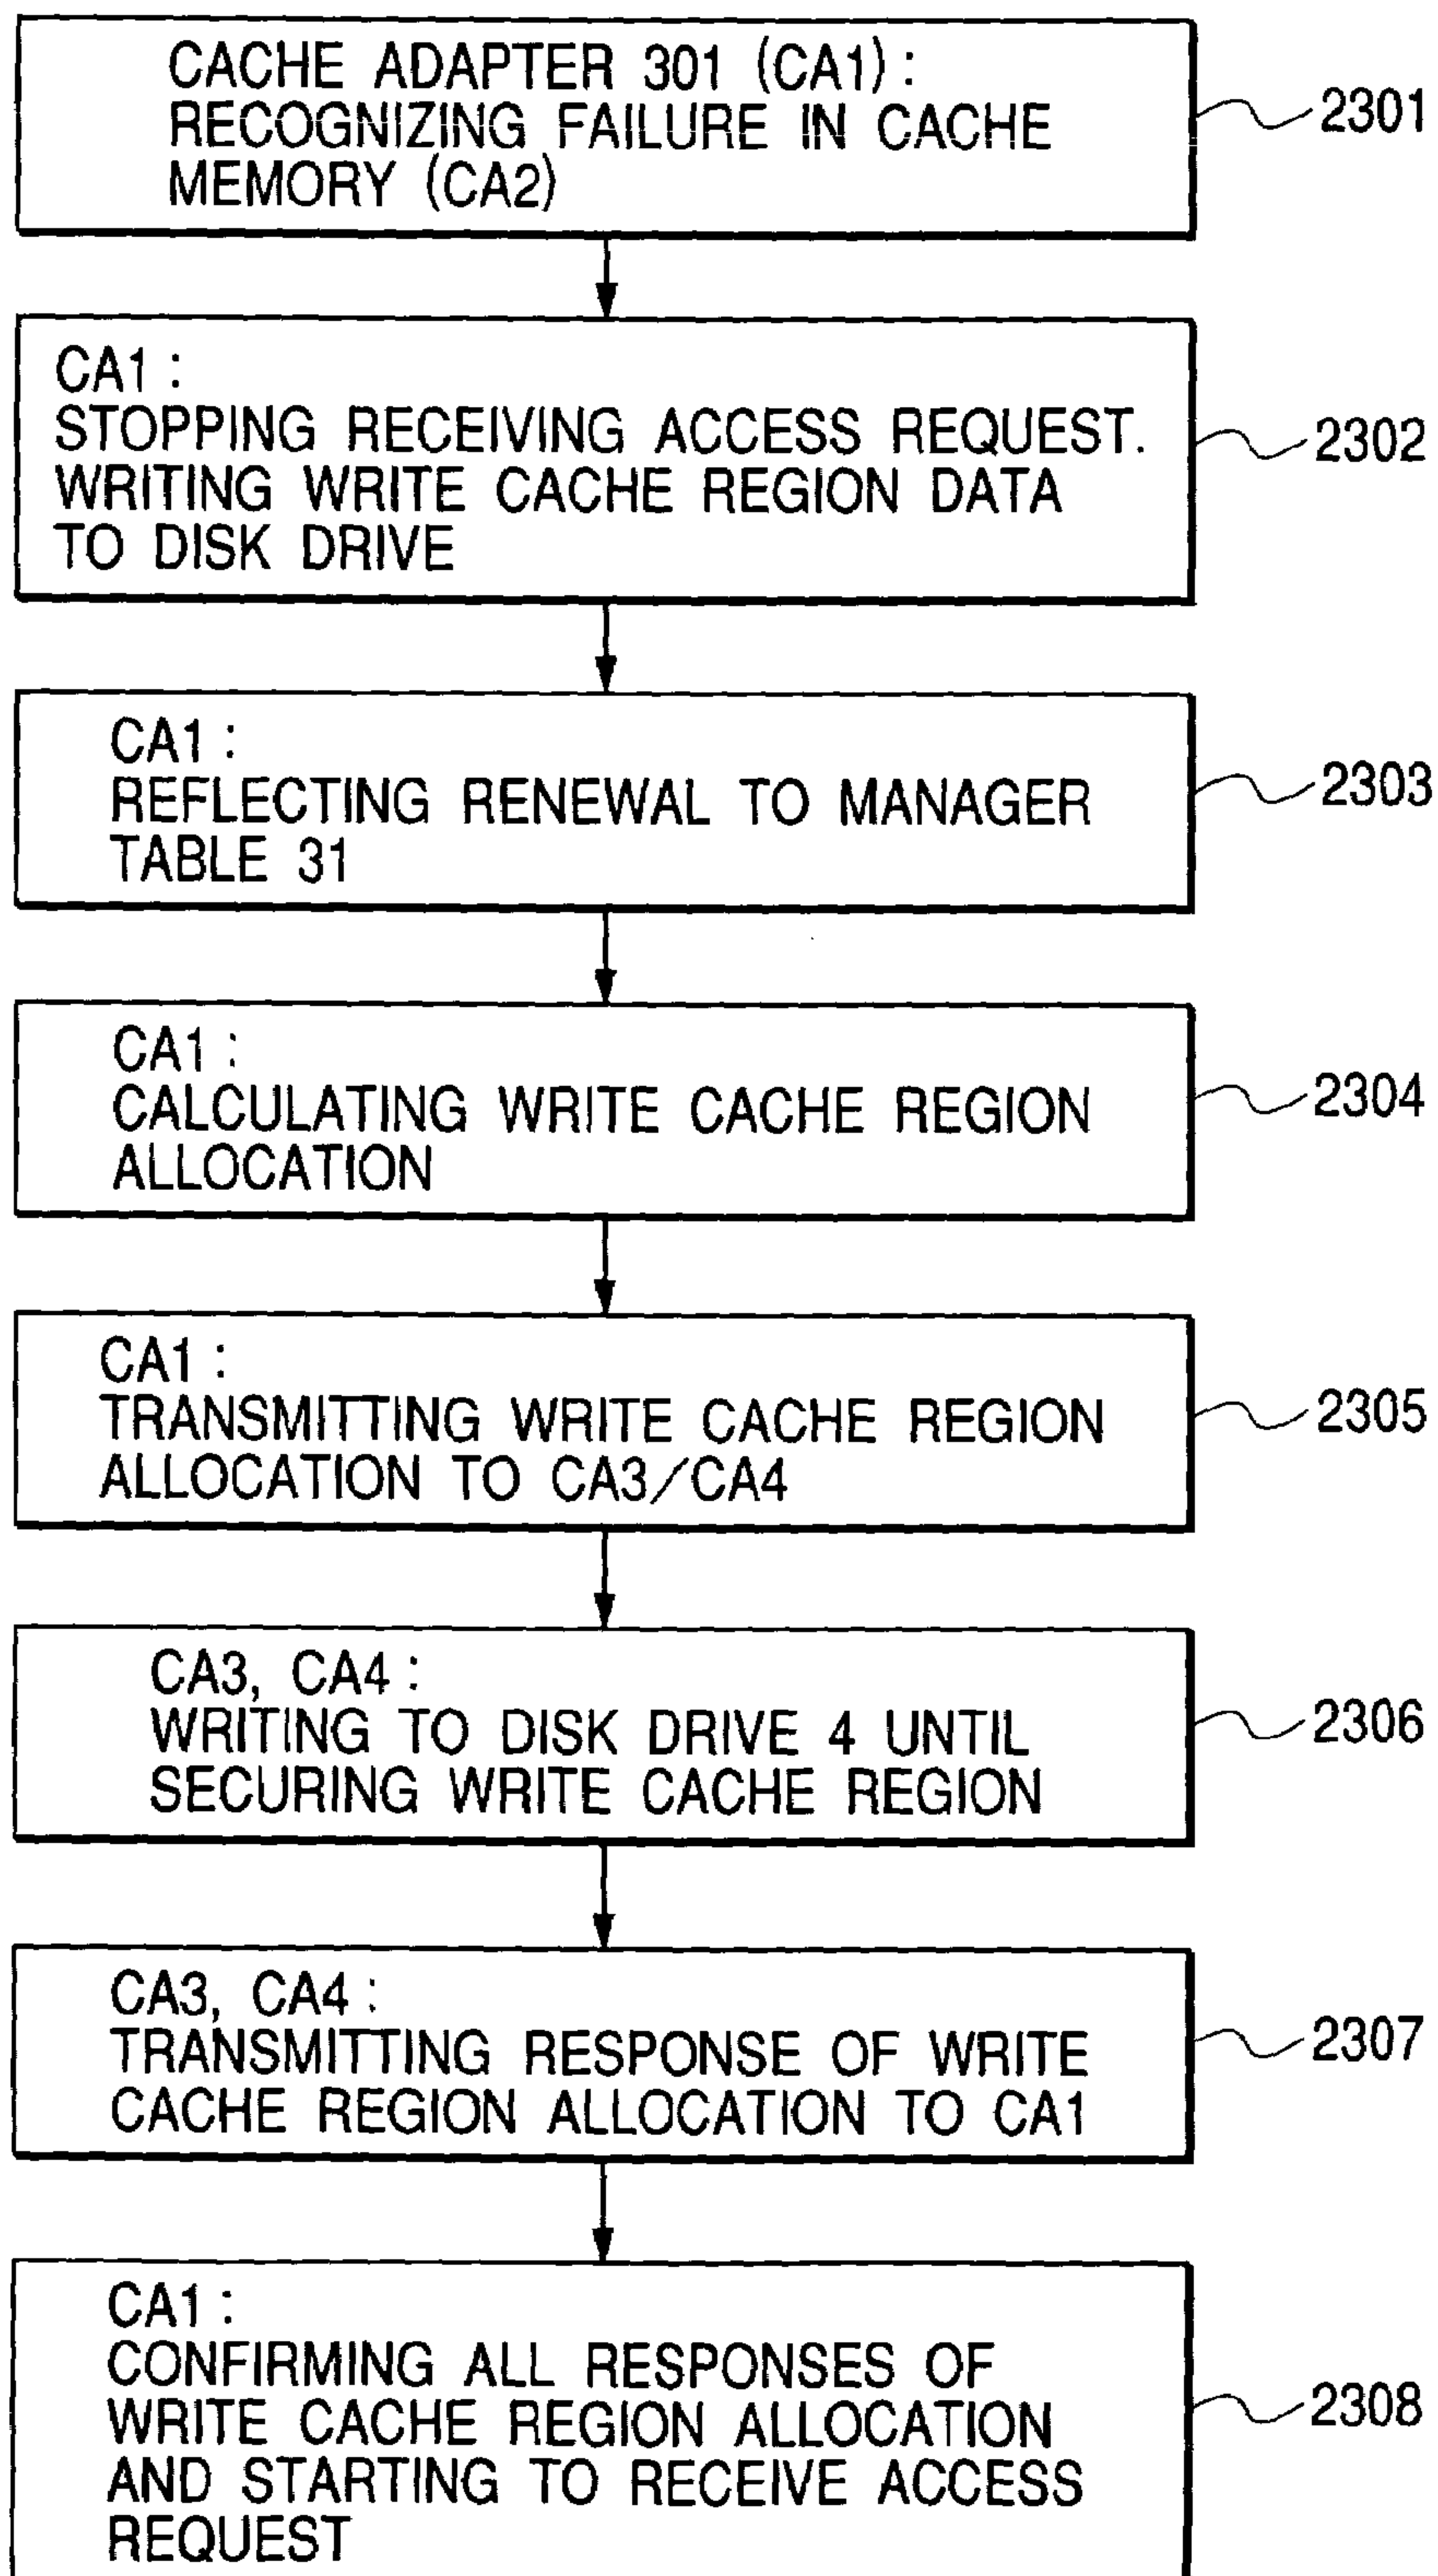 CACHE ADAPTER 301 (CA1):
RECOGNIZING FAILURE IN CACHE
MEMORY (CA2)
2301
CA1:
STOPPING RECEIVING ACCESS REQUEST.
WRITING WRITE CACHE REGION DATA
TO DISK DRIVE
2302
CA1:
REFLECTING RENEWAL TO MANAGER
TABLE 31
2303
CA1:
CALCULATING WRITE CACHE REGION
ALLOCATION
2304
CA1:
TRANSMITTING WRITE CACHE REGION
ALLOCATION TO CA3/CA4
2305
CA3, CA4:
WRITING TO DISK DRIVE 4 UNTIL
SECURING WRITE CACHE REGION
2306
CA3, CA4:
TRANSMITTING RESPONSE OF WRITE
CACHE REGION ALLOCATION TO CA1
2307
CA1:
CONFIRMING ALL RESPONSES OF
WRITE CACHE REGION ALLOCATION
AND STARTING TO RECEIVE ACCESS
REQUEST
2308